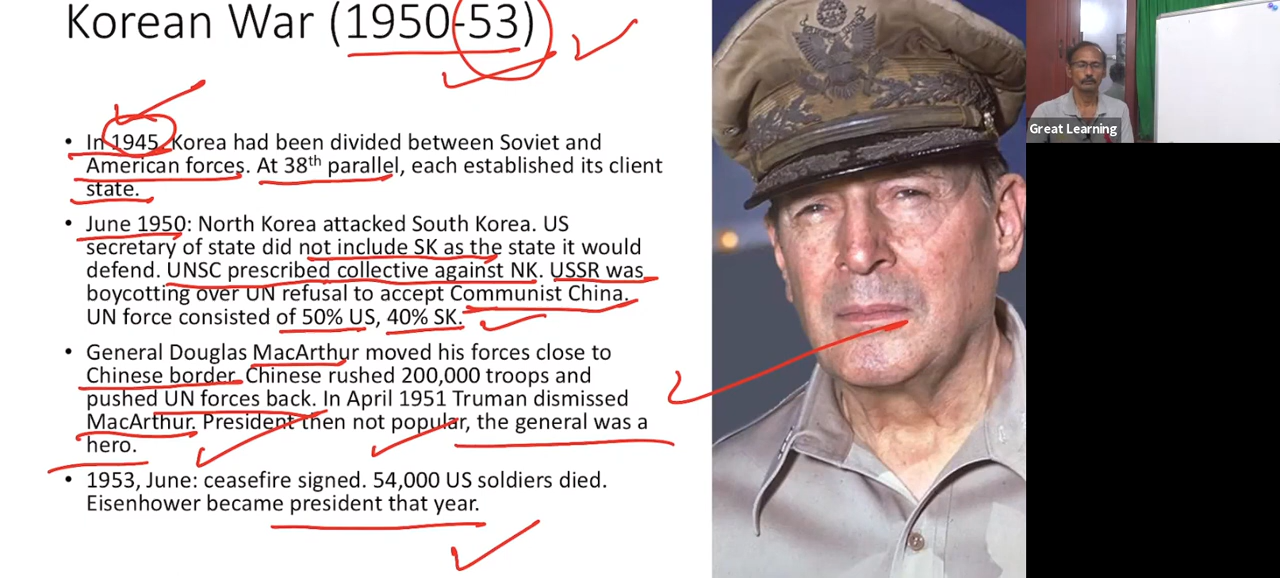 Korean War (1950-53)
• In 1945, Korea had been divided between Soviet and
American forces. At 38th parallel, each established its client
state.
• June 1950: North Korea attacked South Korea. US
secretary of state did not include SK as the state it would
defend. UNSC prescribed collective against NK. USSR was
boycotting over UN refusal to accept Communist China.
UN force consisted of 50% US, 40% SK.
• General Douglas MacArthur moved his forces close to
Chinese border. Chinese rushed 200,000 troops and
pushed UN forces back. In April 1951 Truman dismissed
MacArthur. President then not popular, the general was a
hero.
• 1953, June: ceasefire signed. 54,000 US soldiers died.
Eisenhower became president that year.
Great Learning